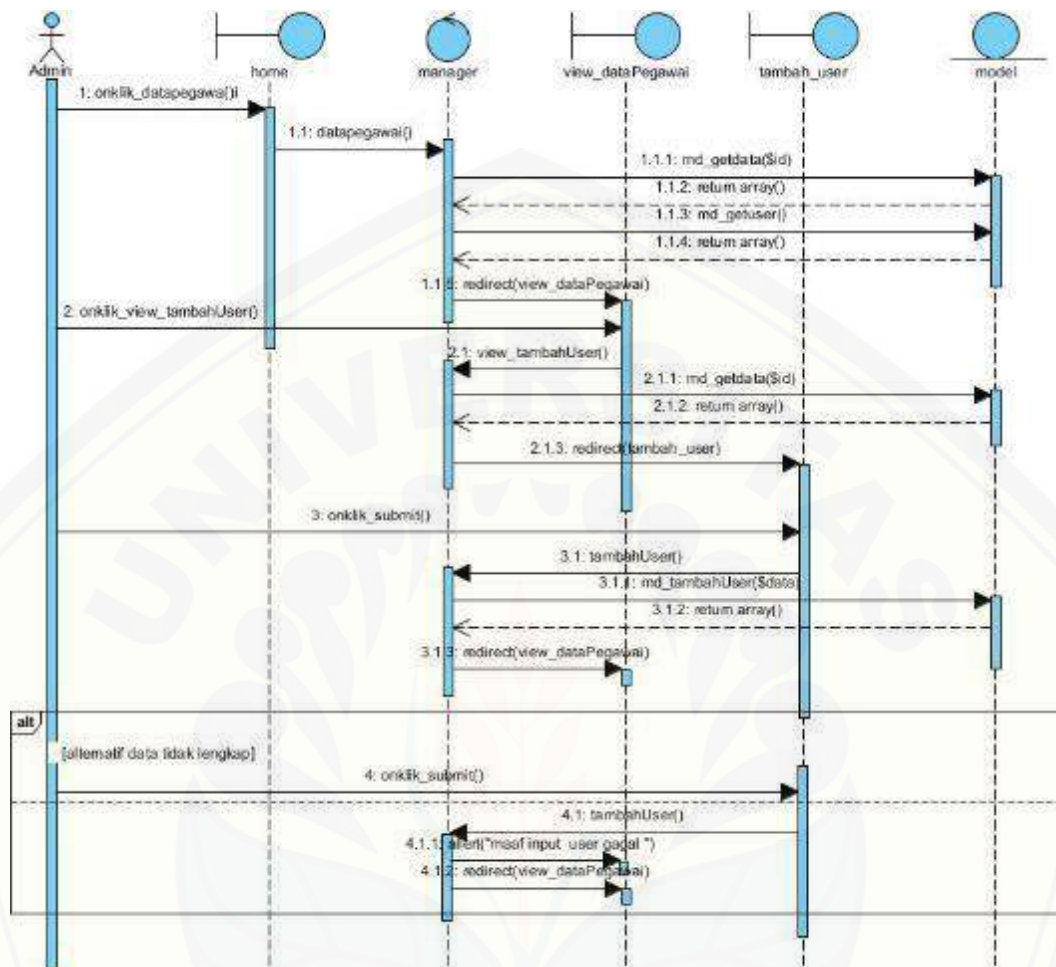 Admin
home
manager
view_dataPegawai
tambah_user
model
1: onklik_datapegawa()i
1.1: datapegawai()
1.1.1: md_getdata($id)
1.1.2: return array()
1.1.3: md_getuser()
1.1.4: return array()
1.1.5: redirect(view_dataPegawai)
2: onklik_view_tambahUser()
2.1: view_tambahUser()
2.1.1: md_getdata($id)
2.1.2: return array()
2.1.3: redirect(tambah_user)
3: onklik_submit()
3.1: tambahUser()
3.1.1: md_tambahUser($data)
3.1.2: return array()
3.1.3: redirect(view_dataPegawai)
alt
[alternatif data tidak lengkap]
4: onklik_submit()
4.1: tambahUser()
4.1.1: alert("maaf input user gagal ")
4.1.2: redirect(view_dataPegawai)
UNIVERSITAS